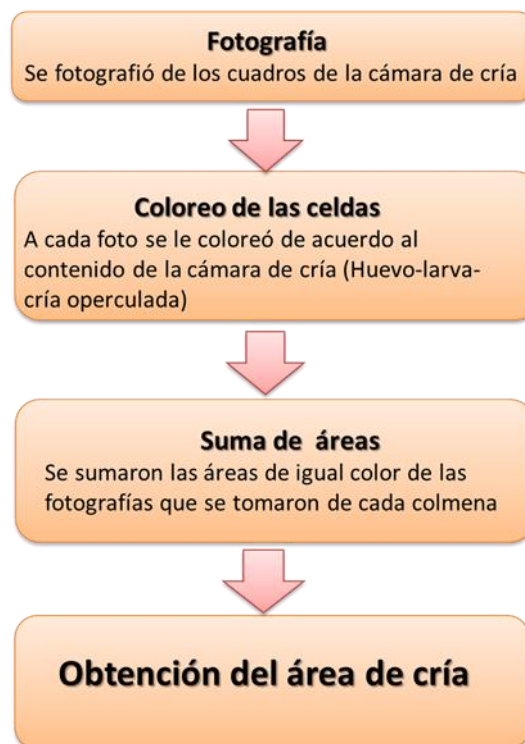 Fotografía
Se fotografió de los cuadros de la cámara de cría
Coloreo de las celdas
A cada foto se le coloreó de acuerdo al
contenido de la cámara de cría (Huevo-larva-
cría operculada)
Suma de áreas
Se sumaron las áreas de igual color de las
fotografías que se tomaron de cada colmena
Obtención del área de cría